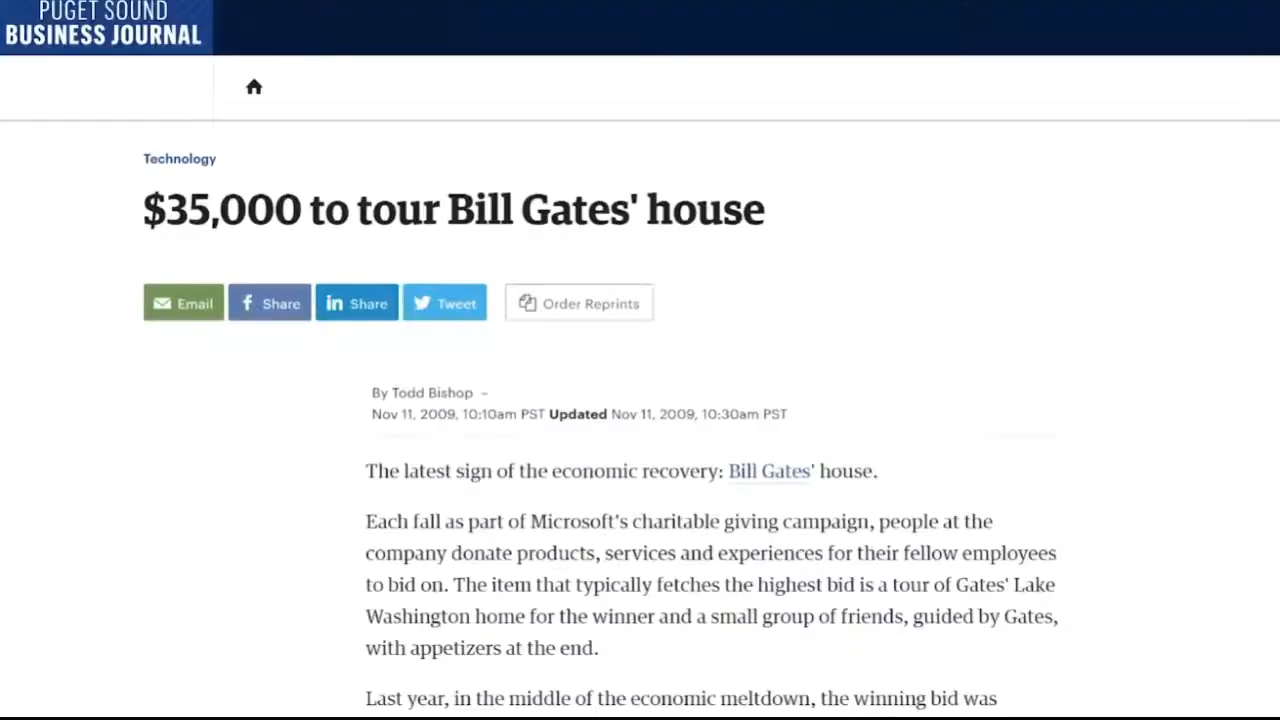 PUGET SOUND
BUSINESS JOURNAL
Technology
$35,000 to tour Bill Gates' house
Email
Share
in Share
Tweet
Order Reprints
By Todd Bishop –
Nov 11, 2009, 10:10am PST Updated Nov 11, 2009, 10:30am PST
The latest sign of the economic recovery: Bill Gates' house.
Each fall as part of Microsoft's charitable giving campaign, people at the
company donate products, services and experiences for their fellow employees
to bid on. The item that typically fetches the highest bid is a tour of Gates' Lake
Washington home for the winner and a small group of friends, guided by Gates,
with appetizers at the end.
Last year, in the middle of the economic meltdown, the winning bid was